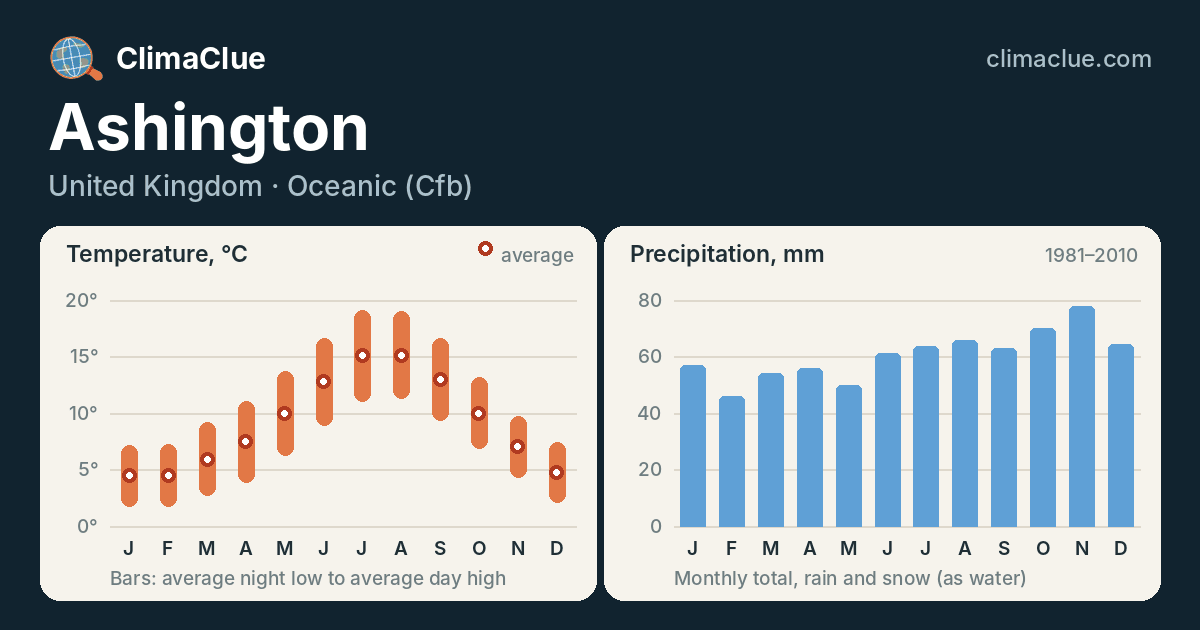 ClimaClue
climaclue.com
Ashington
United Kingdom · Oceanic (Cfb)
Temperature, °C
average
20°
15°
10°
5°
0°
J F M A M J J A S O N D
Bars: average night low to average day high
Precipitation, mm
1981–2010
80
60
40
20
0
J F M A M J J A S O N D
Monthly total, rain and snow (as water)